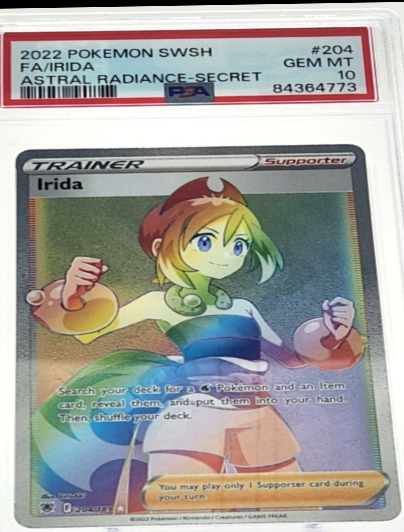 2022 POKEMON SWSH #204
FA/IRIDA GEM MT
ASTRAL RADIANCE-SECRET 10
PSA 84364773
TRAINER Supporter
Irida
Search your deck for a Pokémon and an Item
card, reveal them, and put them into your hand.
Then, shuffle your deck.
You may play only 1 Supporter card during
your turn.
F 204/189
©2022 Pokémon / Nintendo / Creatures / GAME FREAK